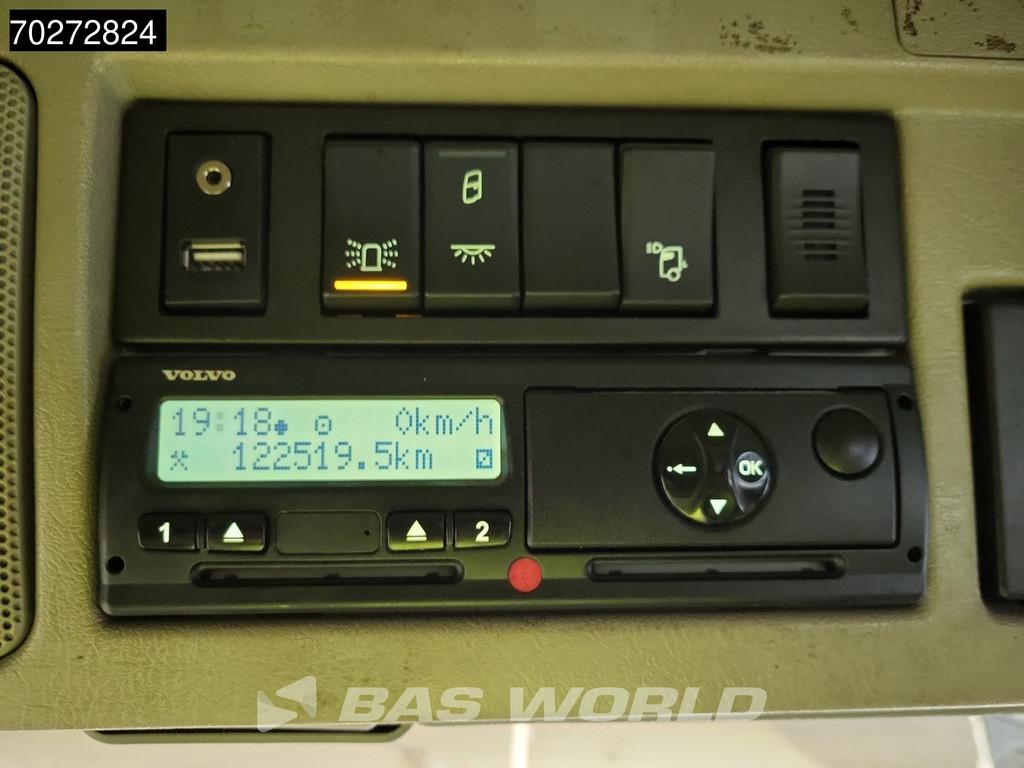 70272824
VOLVO
19:18 0km/h
122519.5km
1 2
OK
BAS WORLD